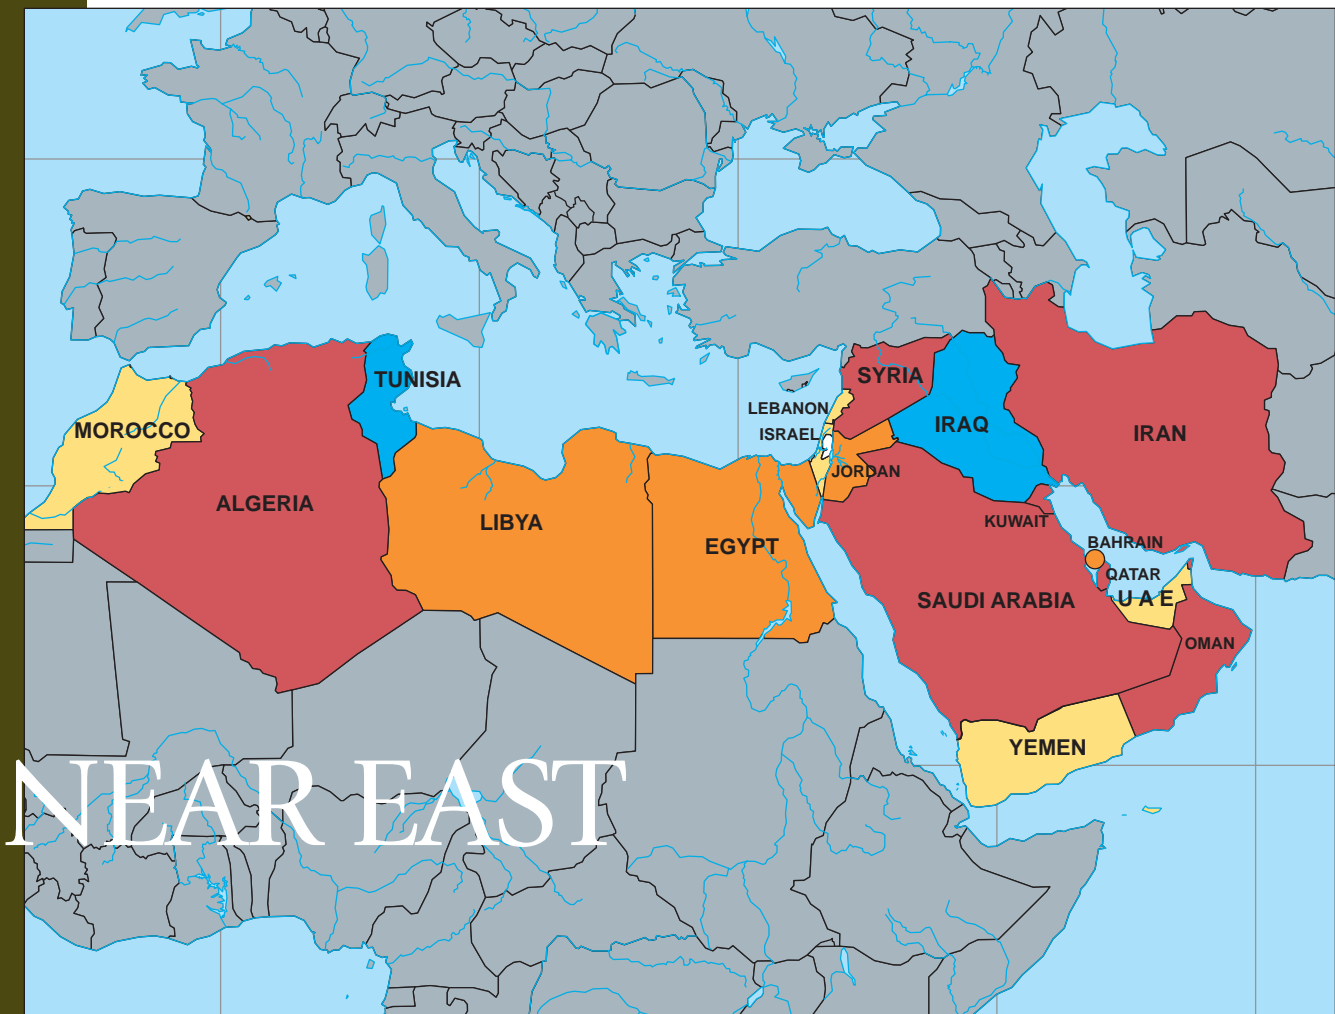 TUNISIA
SYRIA
LEBANON
MOROCCO
ISRAEL
IRAQ
IRAN
JORDAN
ALGERIA
LIBYA
KUWAIT
EGYPT
BAHRAIN
QATAR
SAUDI ARABIA
U A E
OMAN
YEMEN
NEAR EAST